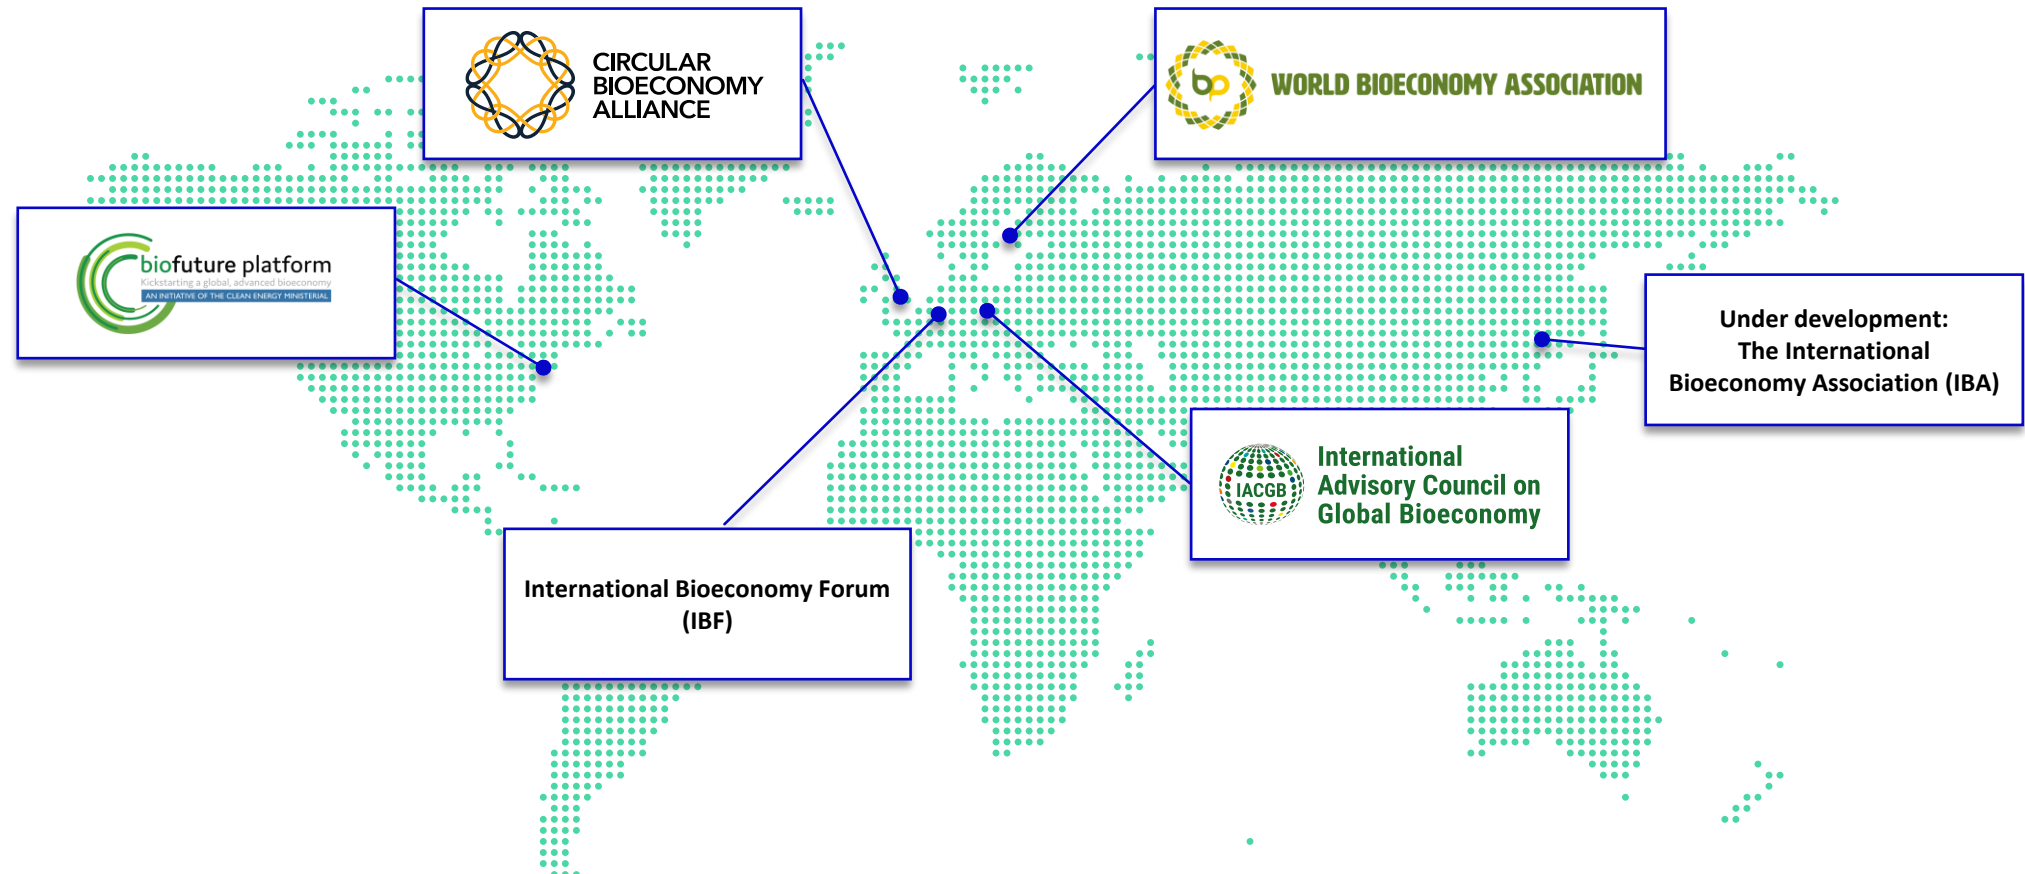 CIRCULAR
BIOECONOMY
ALLIANCE
bp
WORLD BIOECONOMY ASSOCIATION
biofuture platform
Kickstarting a global, advanced bioeconomy
AN INITIATIVE OF THE CLEAN ENERGY MINISTERIAL
Under development:
The International
Bioeconomy Association (IBA)
IACGB
International
Advisory Council on
Global Bioeconomy
International Bioeconomy Forum
(IBF)